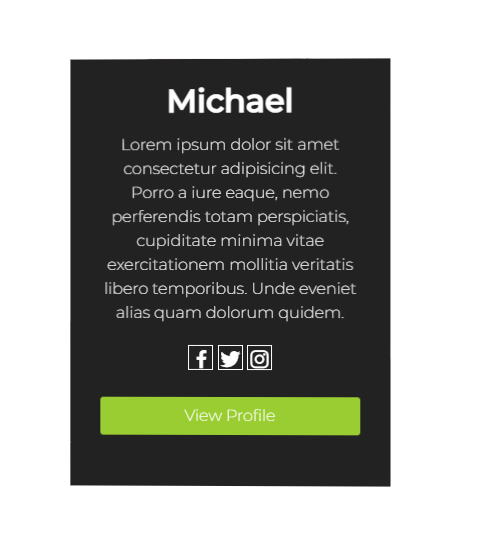 Michael
Lorem ipsum dolor sit amet
consectetur adipisicing elit.
Porro a iure eaque, nemo
perferendis totam perspiciatis,
cupiditate minima vitae
exercitationem mollitia veritatis
libero temporibus. Unde eveniet
alias quam dolorum quidem.
View Profile